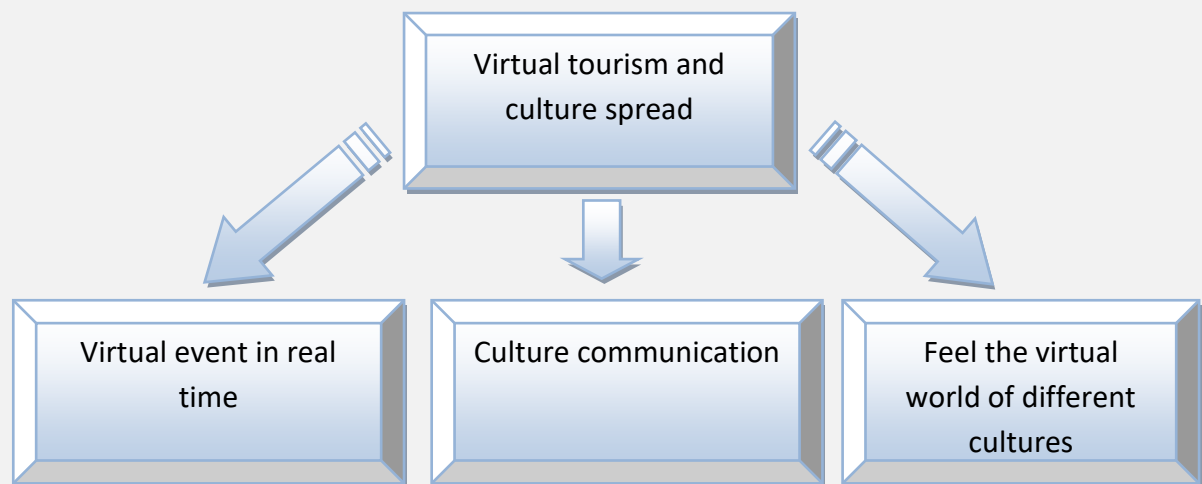 Virtual tourism and
culture spread
Virtual event in real
time
Culture communication
Feel the virtual
world of different
cultures